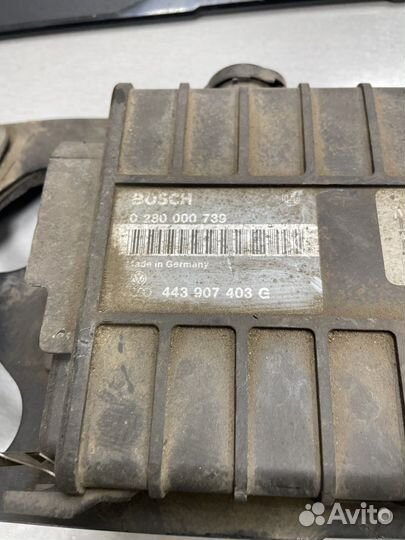 BOSCH
0 280 000 739
Made in Germany
443 907 403 G
Avito